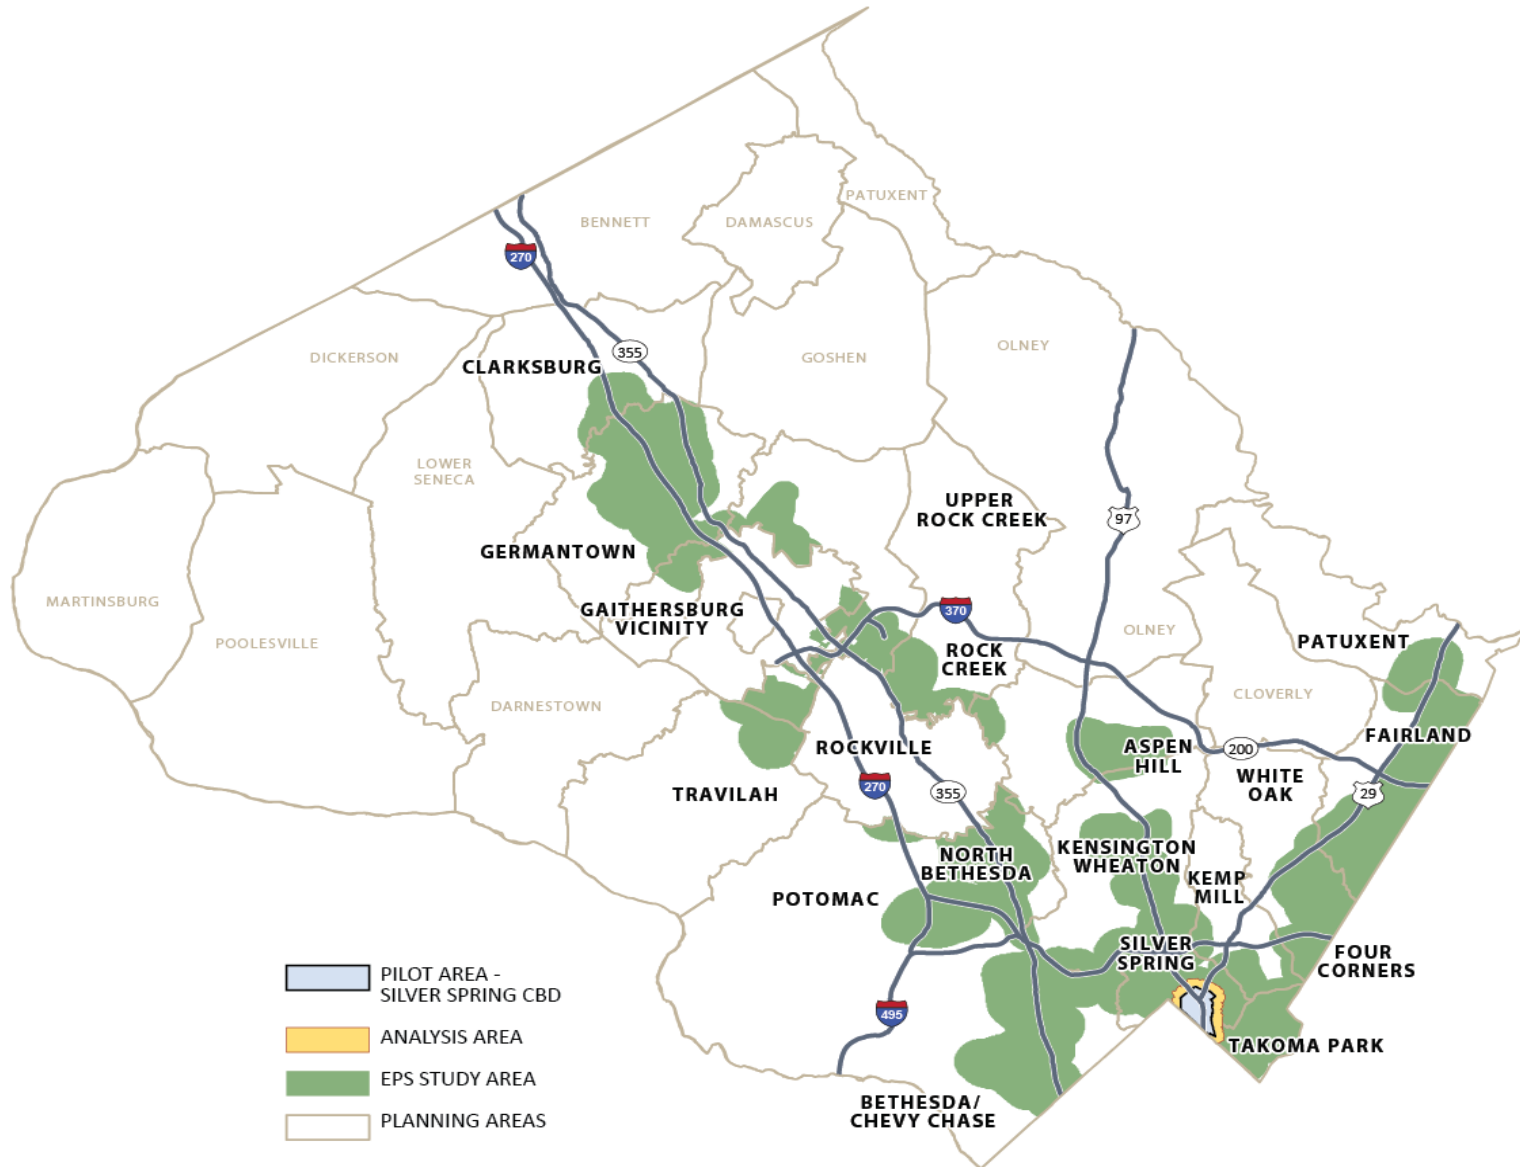 PATUXENT
BENNETT
DAMASCUS
270
OLNEY
355
DICKERSON
GOSHEN
CLARKSBURG
LOWER
SENECA
UPPER
ROCK CREEK
97
GERMANTOWN
MARTINSBURG
GAITHERSBURG
VICINITY
370
OLNEY
POOLESVILLE
PATUXENT
ROCK
CREEK
CLOVERLY
DARNESTOWN
FAIRLAND
ROCKVILLE
ASPEN
HILL
200
WHITE
OAK
270
355
29
TRAVILAH
NORTH
BETHESDA
KENSINGTON
WHEATON
KEMP
MILL
POTOMAC
SILVER
SPRING
FOUR
CORNERS
495
TAKOMA PARK
BETHESDA/
CHEVY CHASE
PILOT AREA -
SILVER SPRING CBD
ANALYSIS AREA
EPS STUDY AREA
PLANNING AREAS